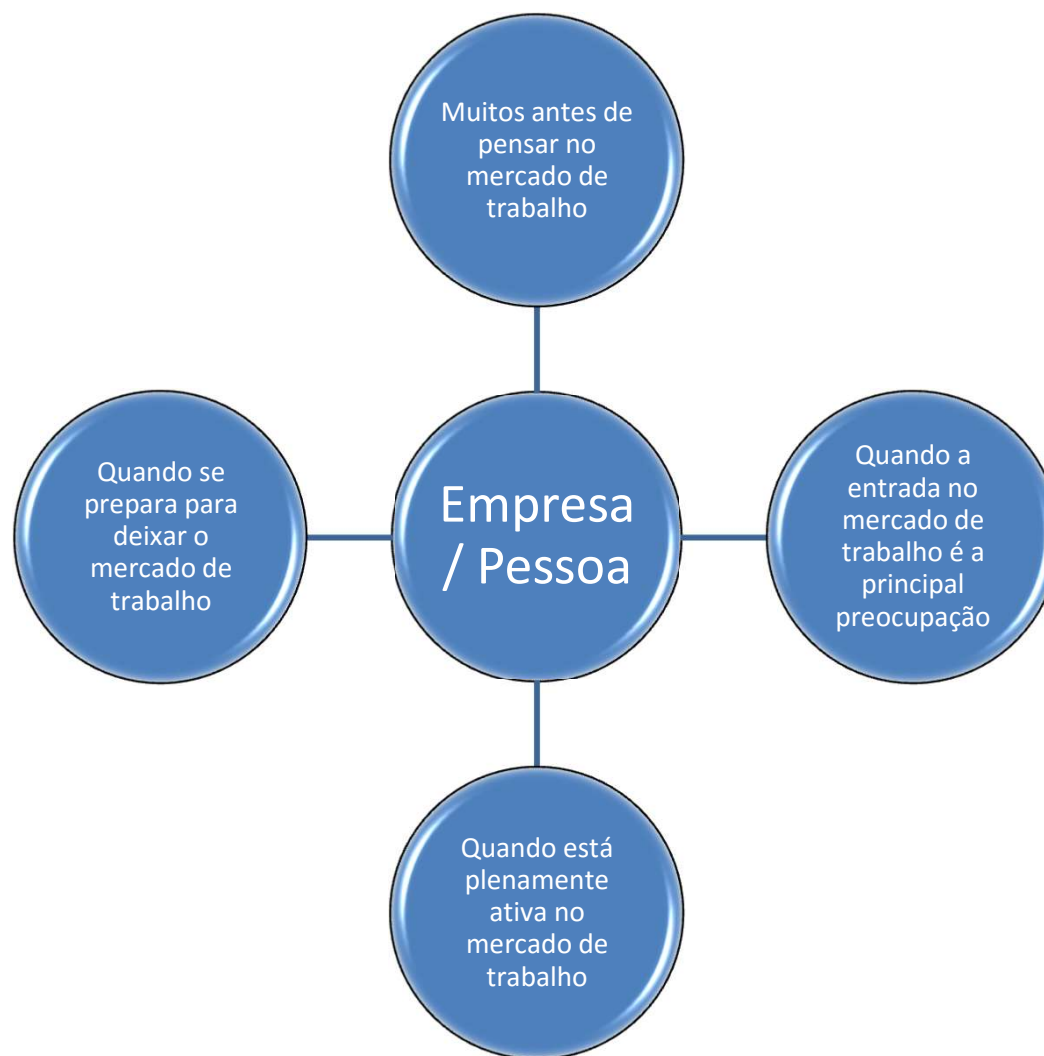 Muitos antes de
pensar no
mercado de
trabalho
Quando se
prepara para
deixar o
mercado de
trabalho
Empresa
/ Pessoa
Quando a
entrada no
mercado de
trabalho é a
principal
preocupação
Quando está
plenamente
ativa no
mercado de
trabalho